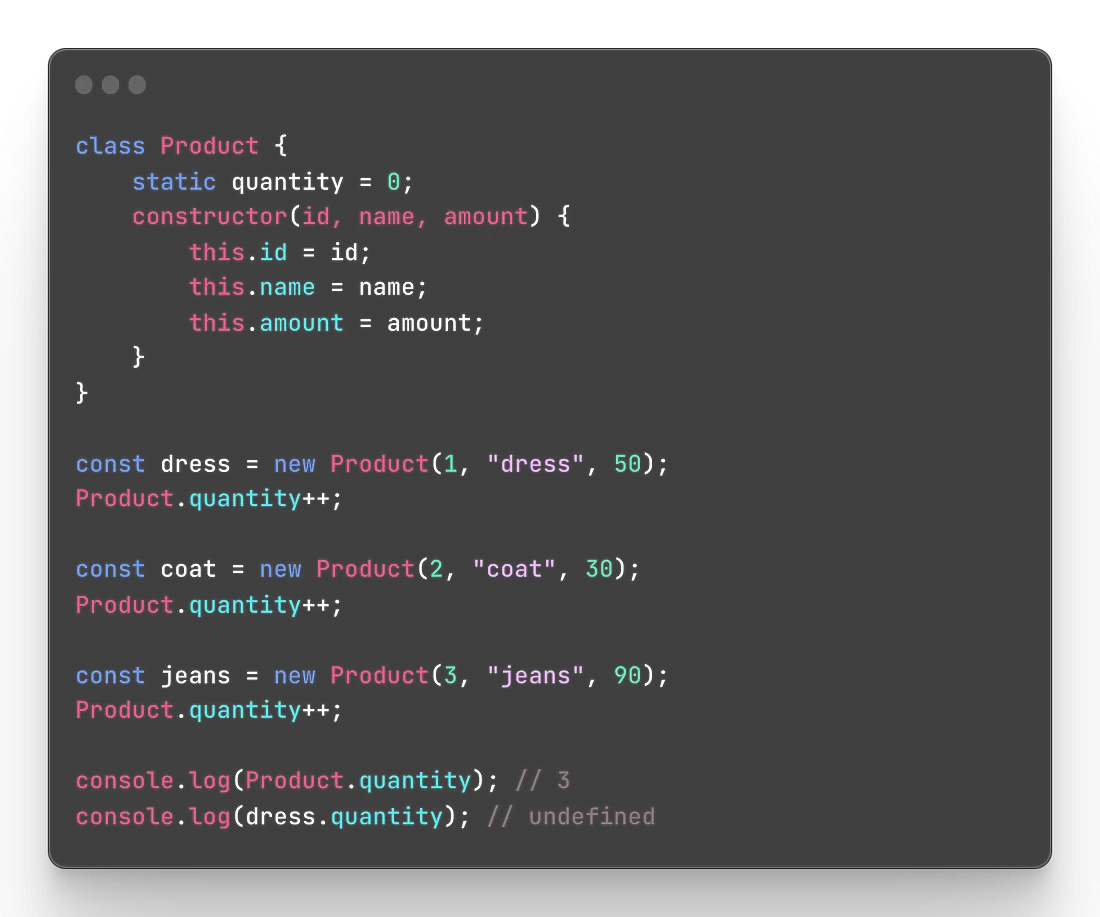 class Product {
    static quantity = 0;
    constructor(id, name, amount) {
        this.id = id;
        this.name = name;
        this.amount = amount;
    }
}

const dress = new Product(1, "dress", 50);
Product.quantity++;

const coat = new Product(2, "coat", 30);
Product.quantity++;

const jeans = new Product(3, "jeans", 90);
Product.quantity++;

console.log(Product.quantity); // 3
console.log(dress.quantity); // undefined